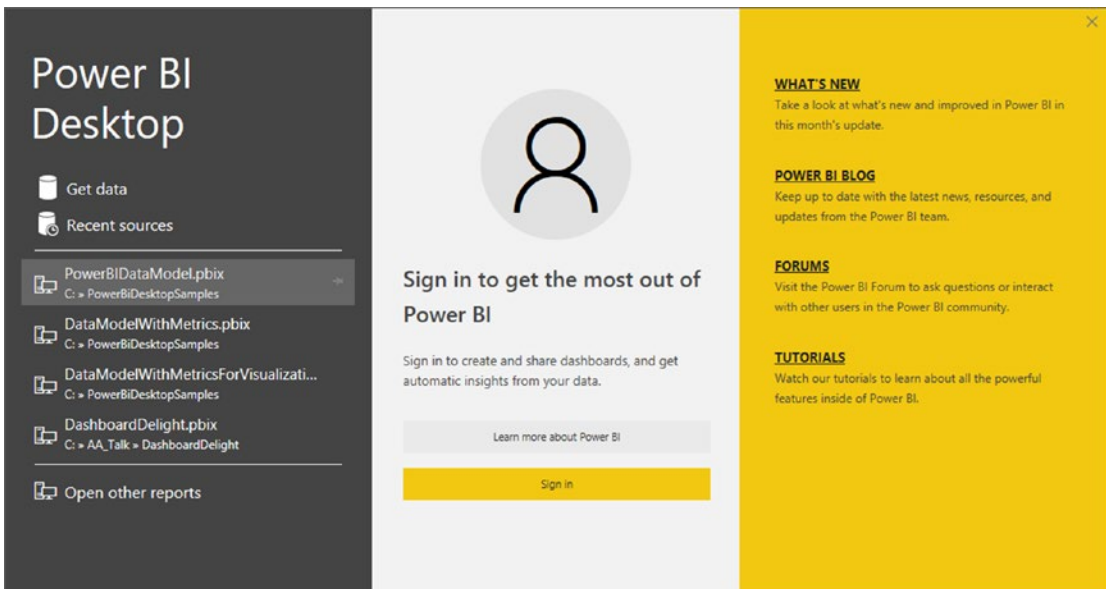 Power BI
Desktop
Get data
Recent sources
PowerBIDataModel.pbix
C: » PowerBiDesktopSamples
DataModelWithMetrics.pbix
C: » PowerBiDesktopSamples
DataModelWithMetricsForVisualizati...
C: » PowerBiDesktopSamples
DashboardDelight.pbix
C: » AA_Talk » DashboardDelight
Open other reports
Sign in to get the most out of
Power BI
Sign in to create and share dashboards, and get
automatic insights from your data.
Learn more about Power BI
Sign in
WHAT'S NEW
Take a look at what's new and improved in Power BI in
this month's update.
POWER BI BLOG
Keep up to date with the latest news, resources, and
updates from the Power BI team.
FORUMS
Visit the Power BI Forum to ask questions or interact
with other users in the Power BI community.
TUTORIALS
Watch our tutorials to learn about all the powerful
features inside of Power BI.